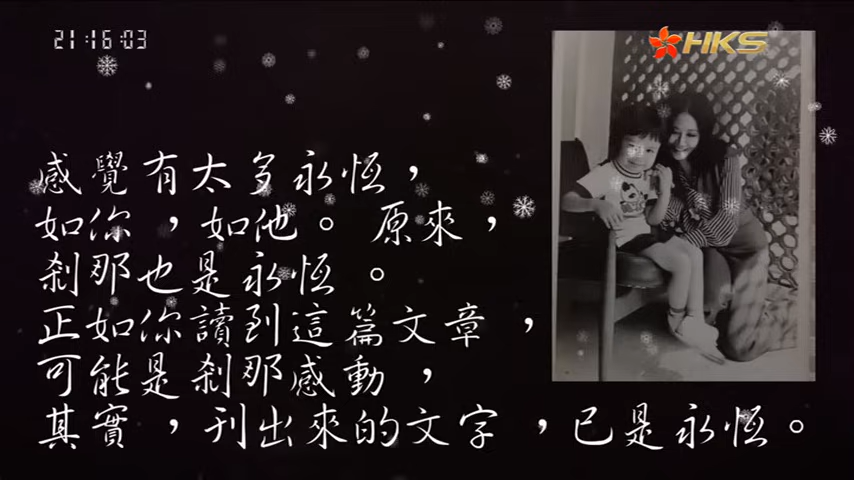 21:16:03
HKS
感覺有太多永恆，
如你，如他。原來，
剎那也是永恆。
正如你讀到這篇文章，
可能是剎那感動，
其實，刊出來的文字，已是永恆。